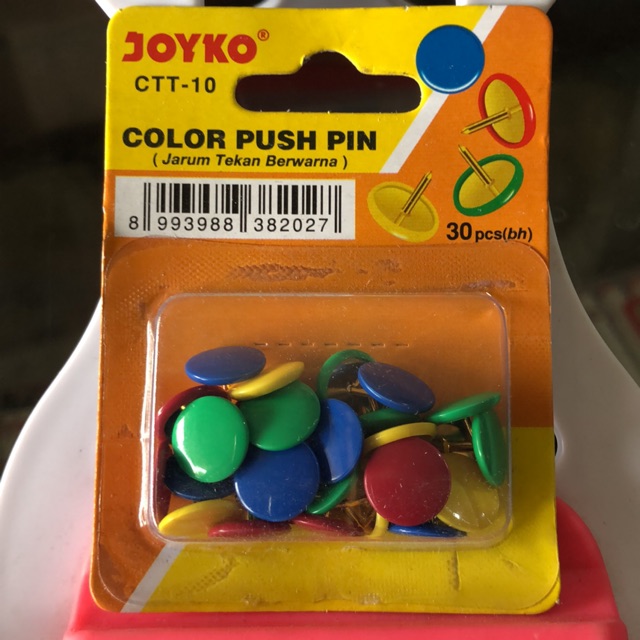 JOYKO®
CTT-10
COLOR PUSH PIN
( Jarum Tekan Berwarna )
8 993988 382027
30 pcs(bh)